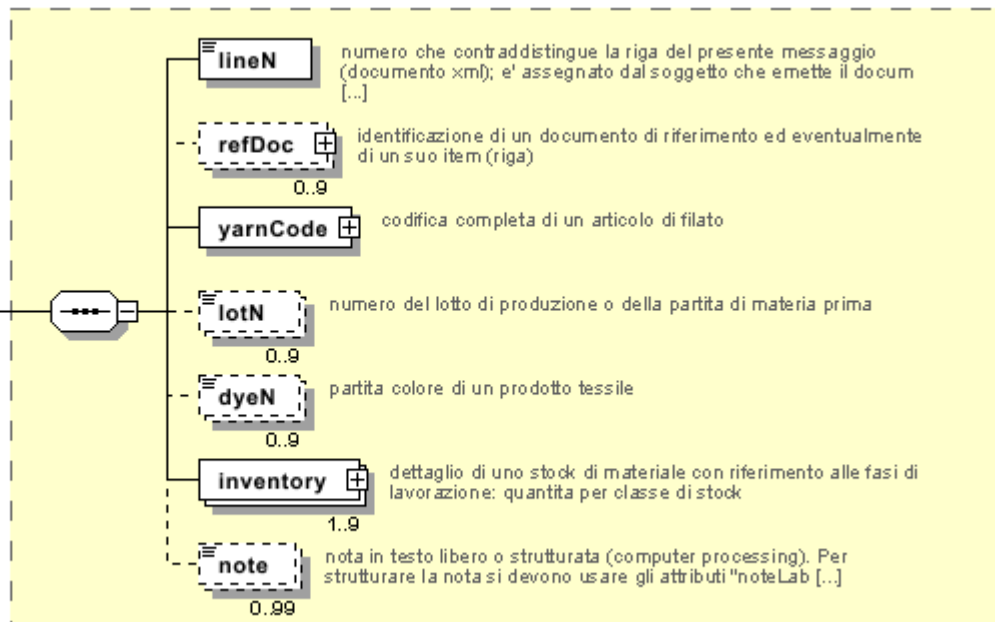 lineN
numero che contraddistingue la riga del presente messaggio
(documento xml); e' assegnato dal soggetto che emette il docum
[...]
refDoc
identificazione di un documento di riferimento ed eventualmente
di un suo item (riga)
0..9
yarnCode
codifica completa di un articolo di filato
lotN
numero del lotto di produzione o della partita di materia prima
0..9
dyeN
partita colore di un prodotto tessile
0..9
inventory
dettaglio di uno stock di materiale con riferimento alle fasi di
lavorazione: quantita per classe di stock
1..9
note
nota in testo libero o strutturata (computer processing). Per
strutturare la nota si devono usare gli attributi "noteLab [...]
0..99